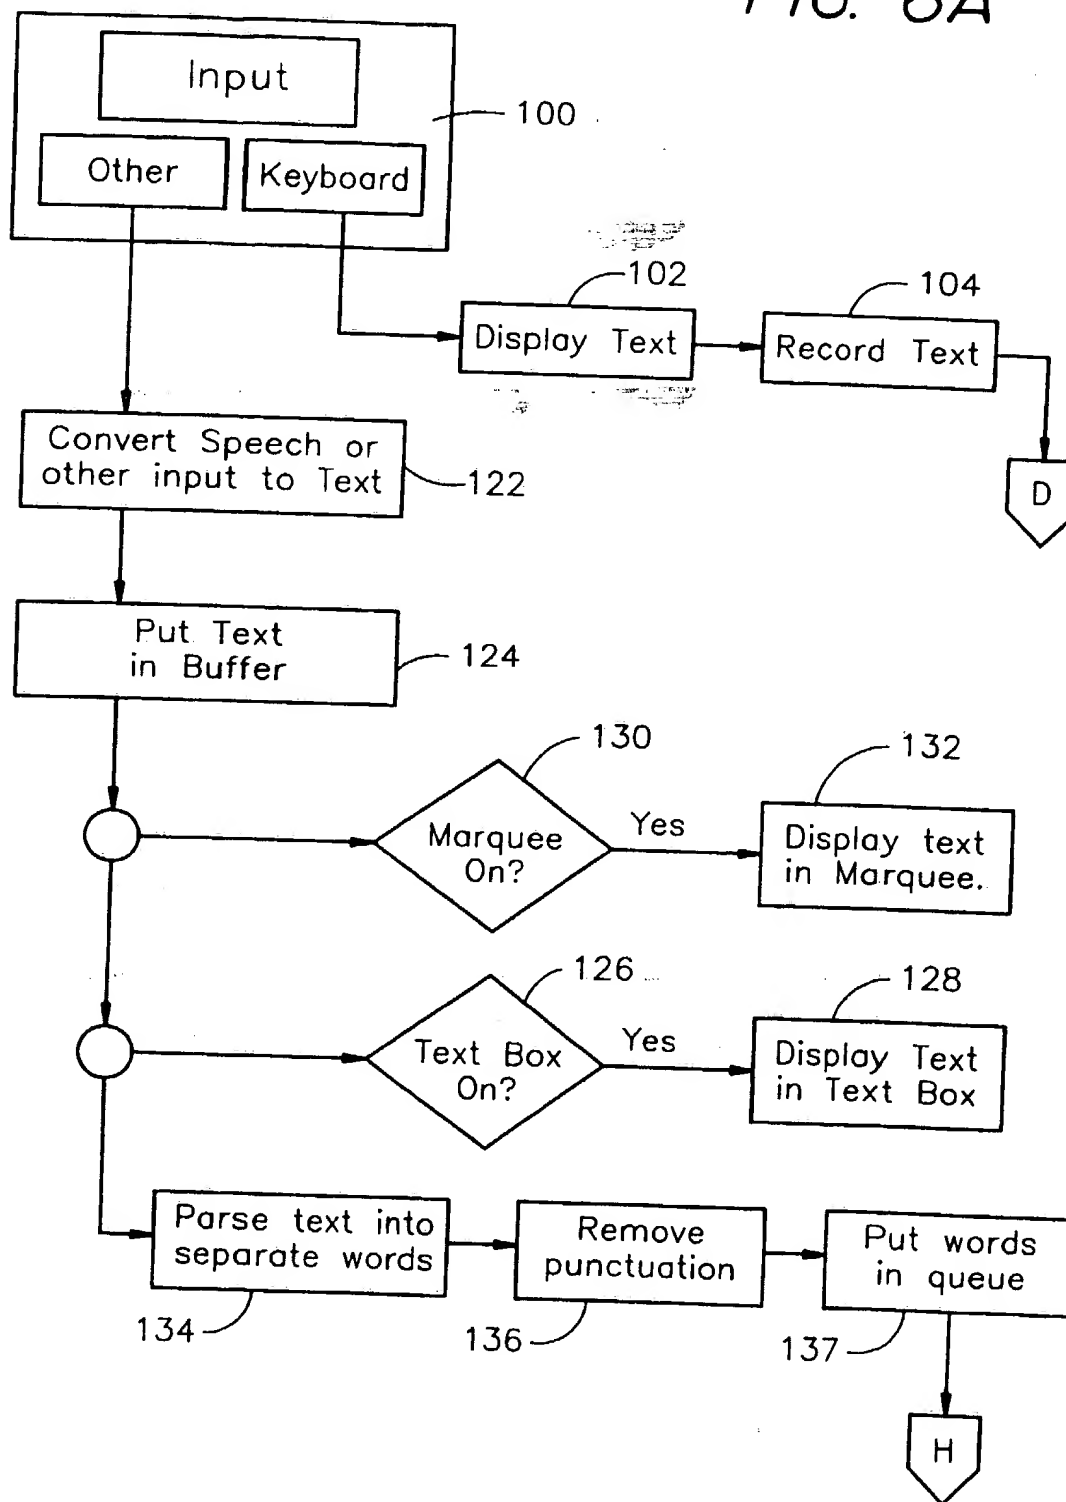 FIG. 6A
Input
100
Other
Keyboard
102
104
Display Text
Record Text
Convert Speech or
other input to Text
122
D
Put Text
in Buffer
124
130
132
Marquee
On?
Yes
Display text
in Marquee.
126
128
Text Box
On?
Yes
Display Text
in Text Box
Parse text into
separate words
Remove
punctuation
Put words
in queue
134
136
137
H